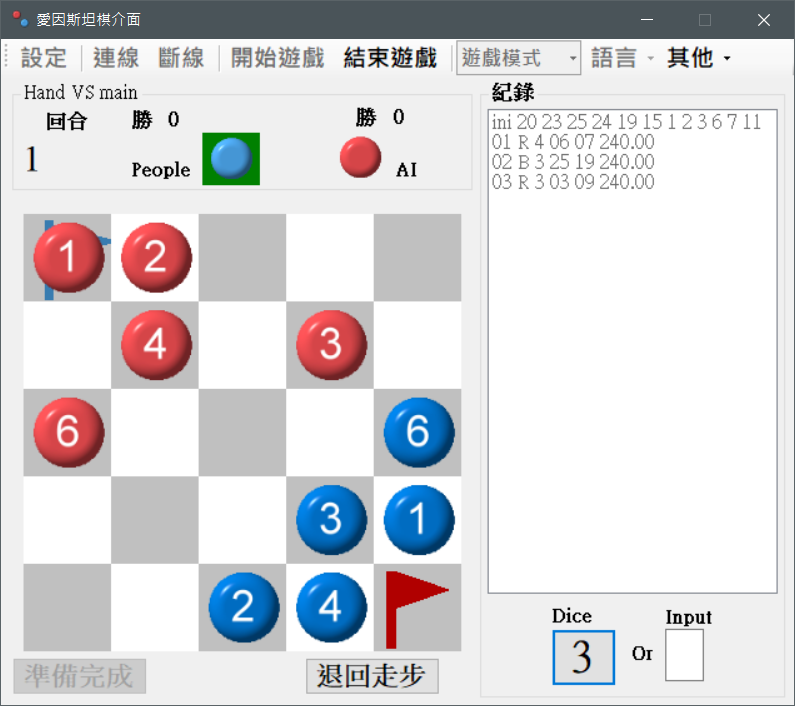 愛因斯坦棋介面
設定 連線 斷線 開始遊戲 結束遊戲 遊戲模式 語言 其他
Hand VS main
回合 勝 0 勝 0
1 People AI
紀錄
ini 20 23 25 24 19 15 1 2 3 6 7 11
01 R 4 06 07 240.00
02 B 3 25 19 240.00
03 R 3 03 09 240.00
1 2
4 3
6 6
3 1
2 4
準備完成 退回走步
Dice Input
3 Or